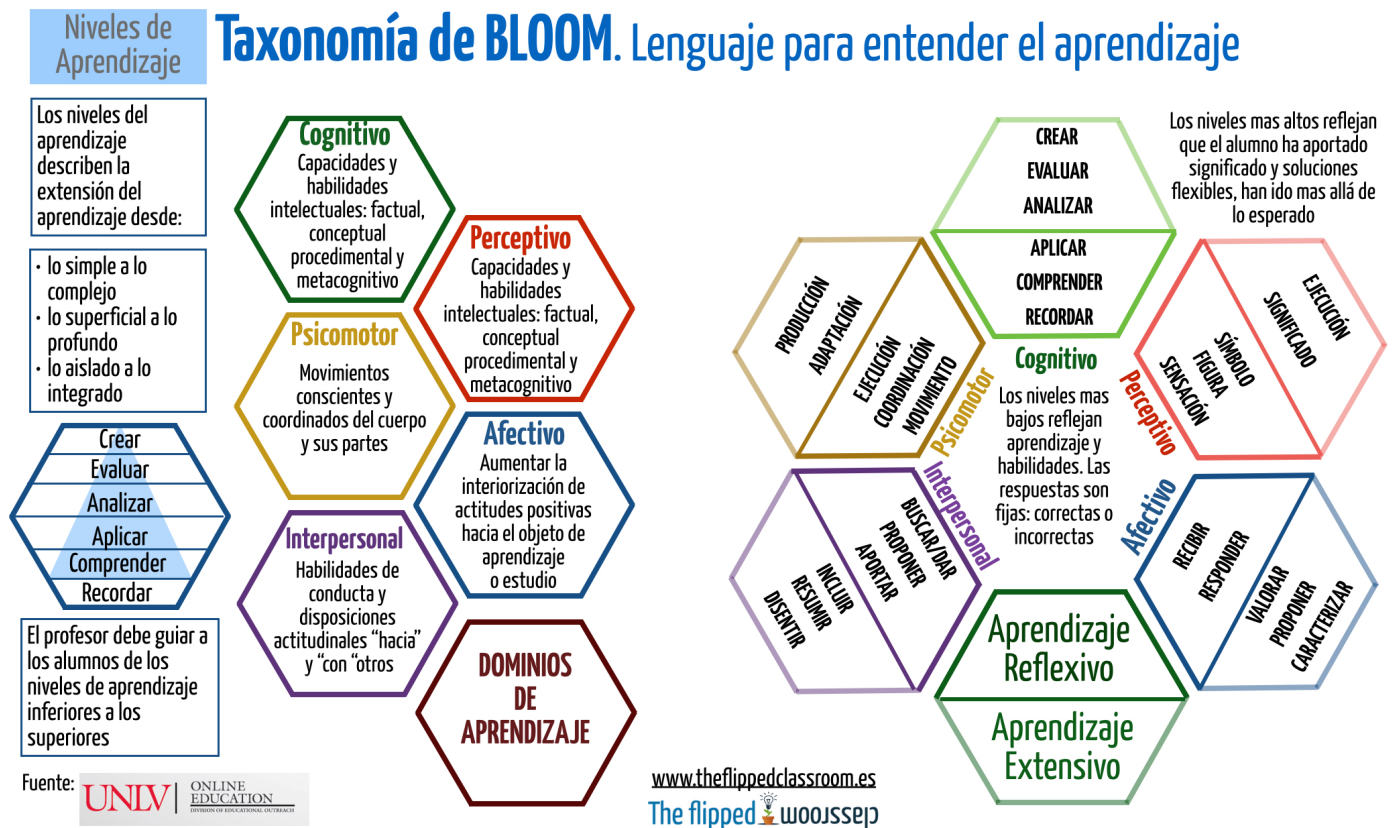 Niveles de
Aprendizaje
Taxonomía de BLOOM. Lenguaje para entender el aprendizaje
Los niveles del
aprendizaje
describen la
extensión del
aprendizaje desde:
· lo simple a lo
complejo
· lo superficial a lo
profundo
· lo aislado a lo
integrado
Crear
Evaluar
Analizar
Aplicar
Comprender
Recordar
El profesor debe guiar a
los alumnos de los
niveles de aprendizaje
inferiores a los
superiores
Fuente:
UNLV
ONLINE
EDUCATION
DIVISION OF EDUCATIONAL OUTREACH
Cognitivo
Capacidades y
habilidades
intelectuales: factual,
conceptual
procedimental y
metacognitivo
Perceptivo
Capacidades y
habilidades
intelectuales: factual,
conceptual
procedimental y
metacognitivo
Psicomotor
Movimientos
conscientes y
coordinados del cuerpo
y sus partes
Afectivo
Aumentar la
interiorización de
actitudes positivas
hacia el objeto de
aprendizaje
o estudio
Interpersonal
Habilidades de
conducta y
disposiciones
actitudinales “hacia”
y “con “otros
DOMINIOS
DE
APRENDIZAJE
CREAR
EVALUAR
ANALIZAR
APLICAR
COMPRENDER
RECORDAR
Cognitivo
Los niveles mas
bajos reflejan
aprendizaje y
habilidades. Las
respuestas son
fijas: correctas o
incorrectas
Los niveles mas altos reflejan
que el alumno ha aportado
significado y soluciones
flexibles, han ido mas allá de
lo esperado
PRODUCCIÓN
ADAPTACIÓN
EJECUCIÓN
COORDINACIÓN
MOVIMIENTO
Psicomotor
EJECUCIÓN
SIGNIFICADO
SÍMBOLO
FIGURA
SENSACIÓN
Perceptivo
Interpersonal
BUSCAR/DAR
PROPONER
APORTAR
INCLUIR
RESUMIR
DISENTIR
Afectivo
RECIBIR
RESPONDER
VALORAR
PROPONER
CARACTERIZAR
Aprendizaje
Reflexivo
Aprendizaje
Extensivo
www.theflippedclassroom.es
The flipped classroom